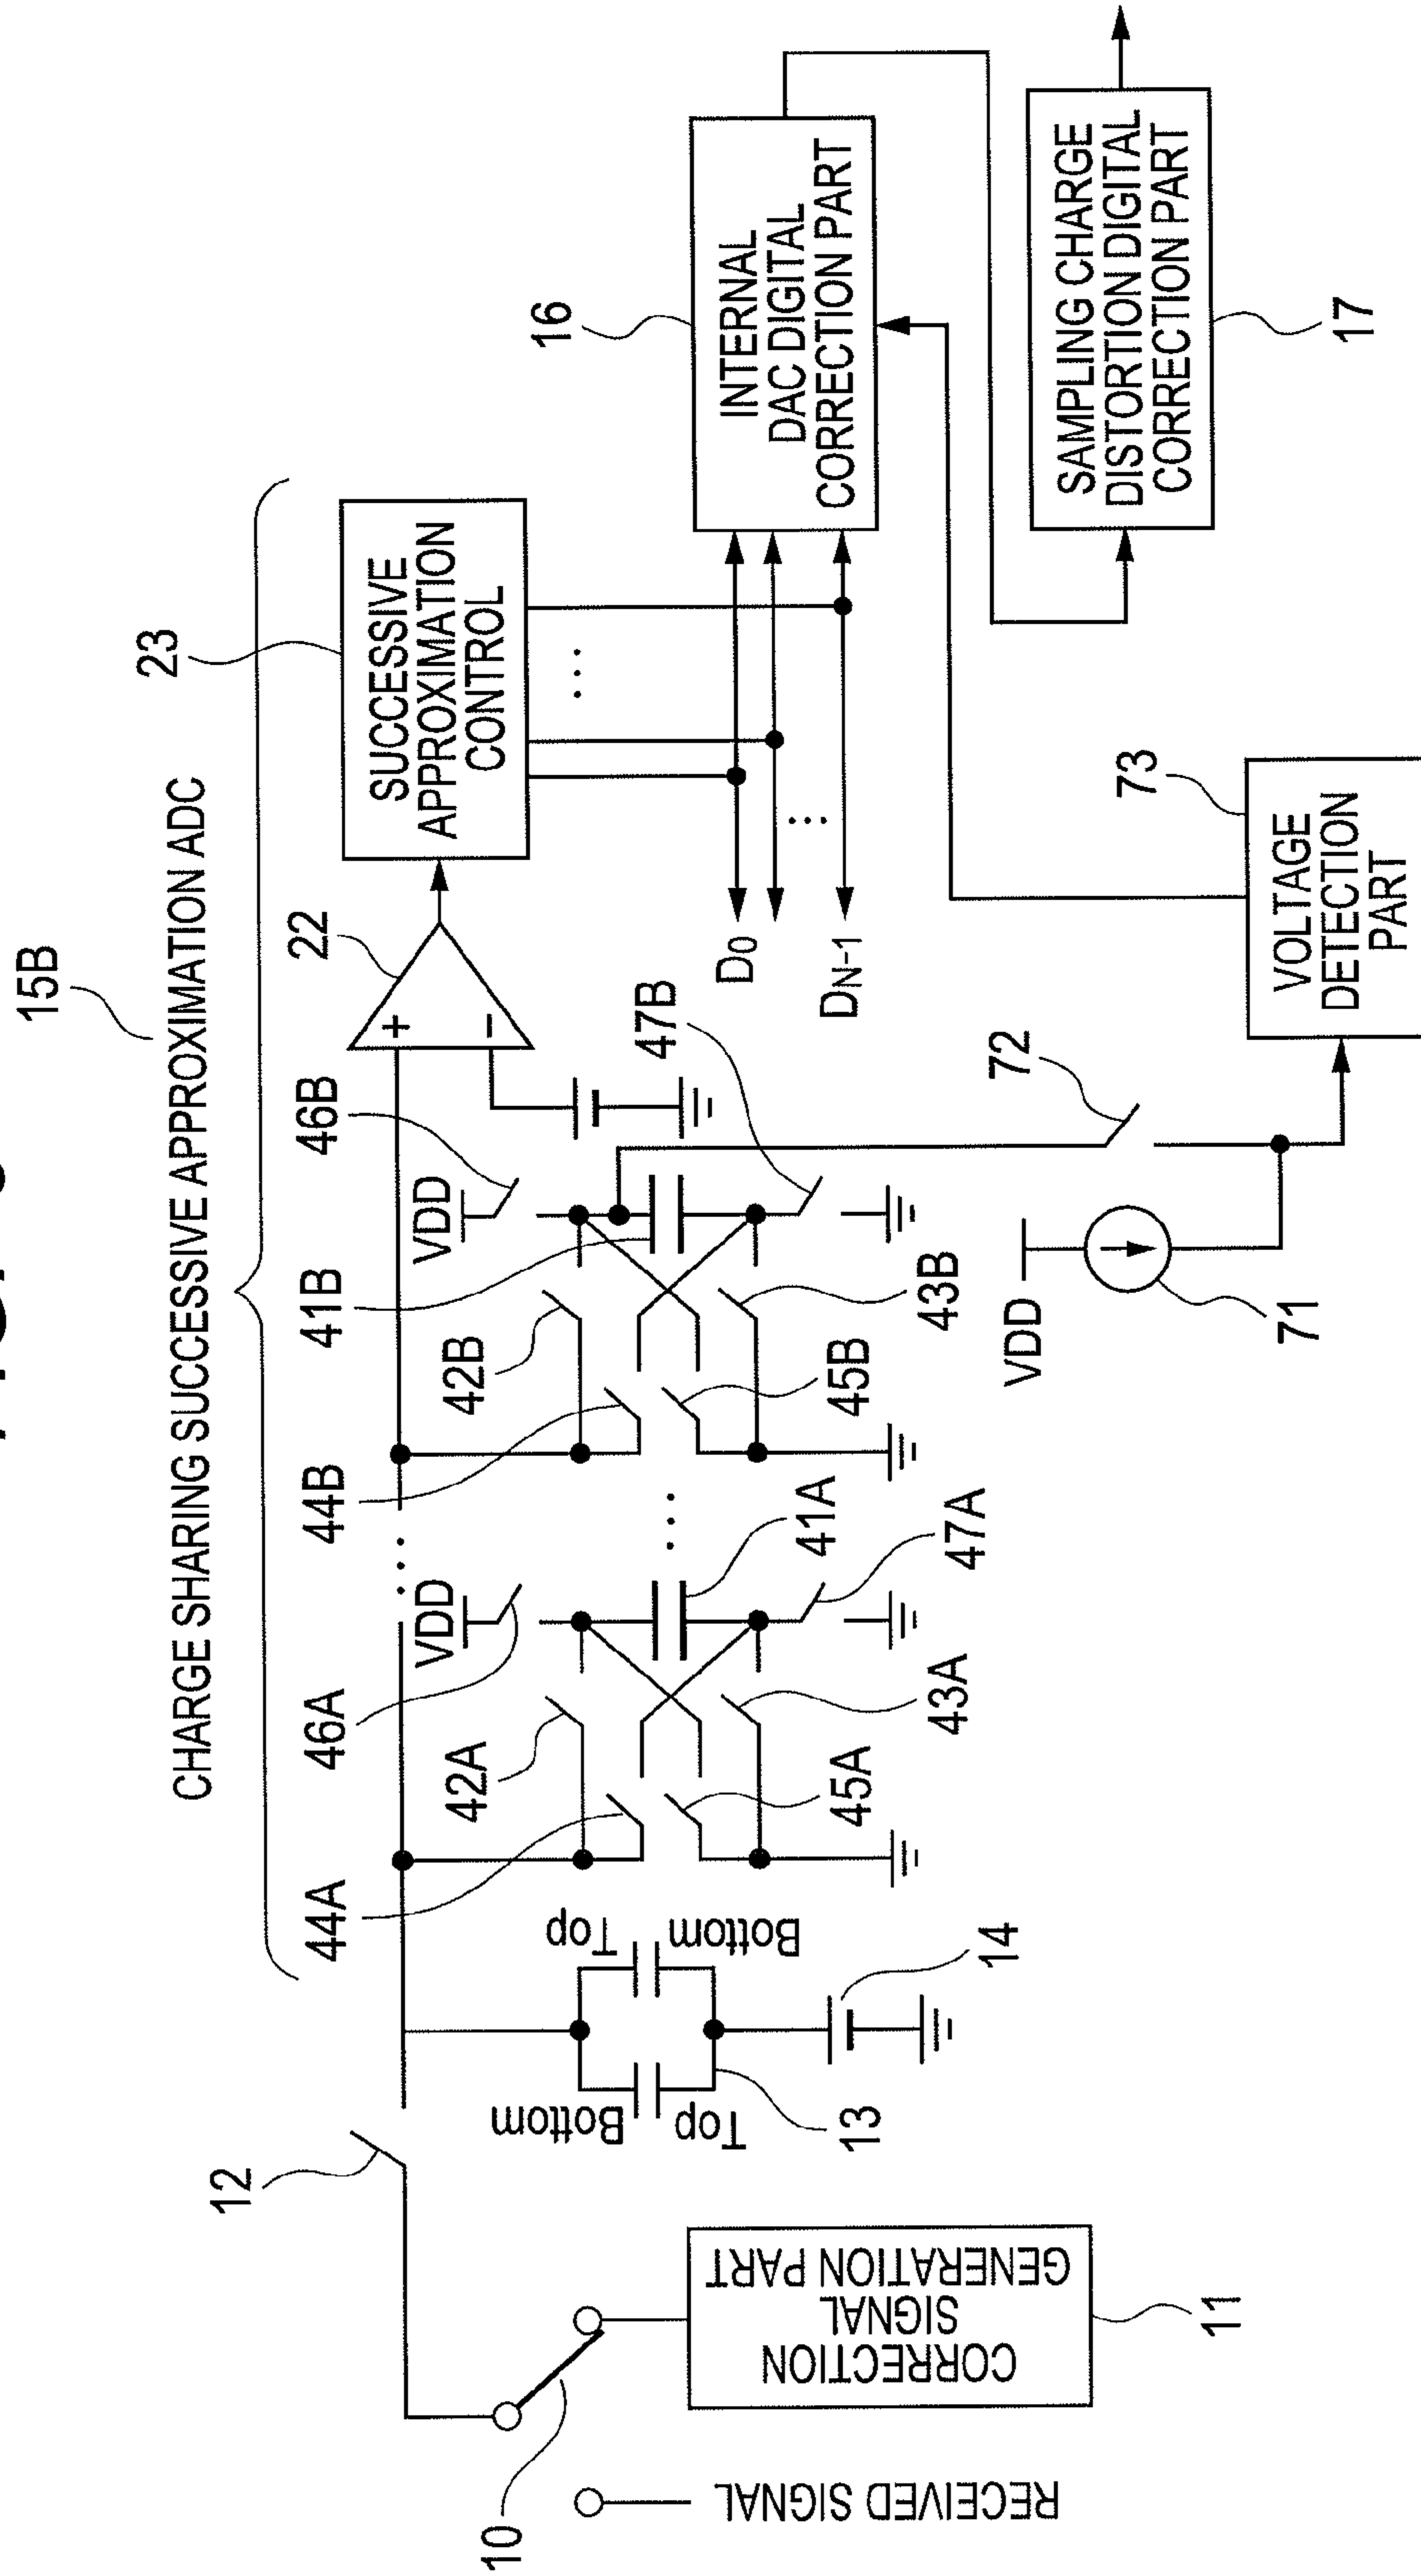 15B
CHARGE SHARING SUCCESSIVE APPROXIMATION ADC
23
SUCCESSIVE
APPROXIMATION
CONTROL
22
+
−
46B
VDD
41B
42B
44B
45B
43B
47B
...
46A
VDD
42A
44A
41A
47A
43A
45A
12
Bottom
Top
Top
Bottom
13
14
10
RECEIVED SIGNAL
CORRECTION
SIGNAL
GENERATION PART
11
D0
DN-1
16
INTERNAL
DAC DIGITAL
CORRECTION PART
SAMPLING CHARGE
DISTORTION DIGITAL
CORRECTION PART
17
72
VDD
71
73
VOLTAGE
DETECTION
PART